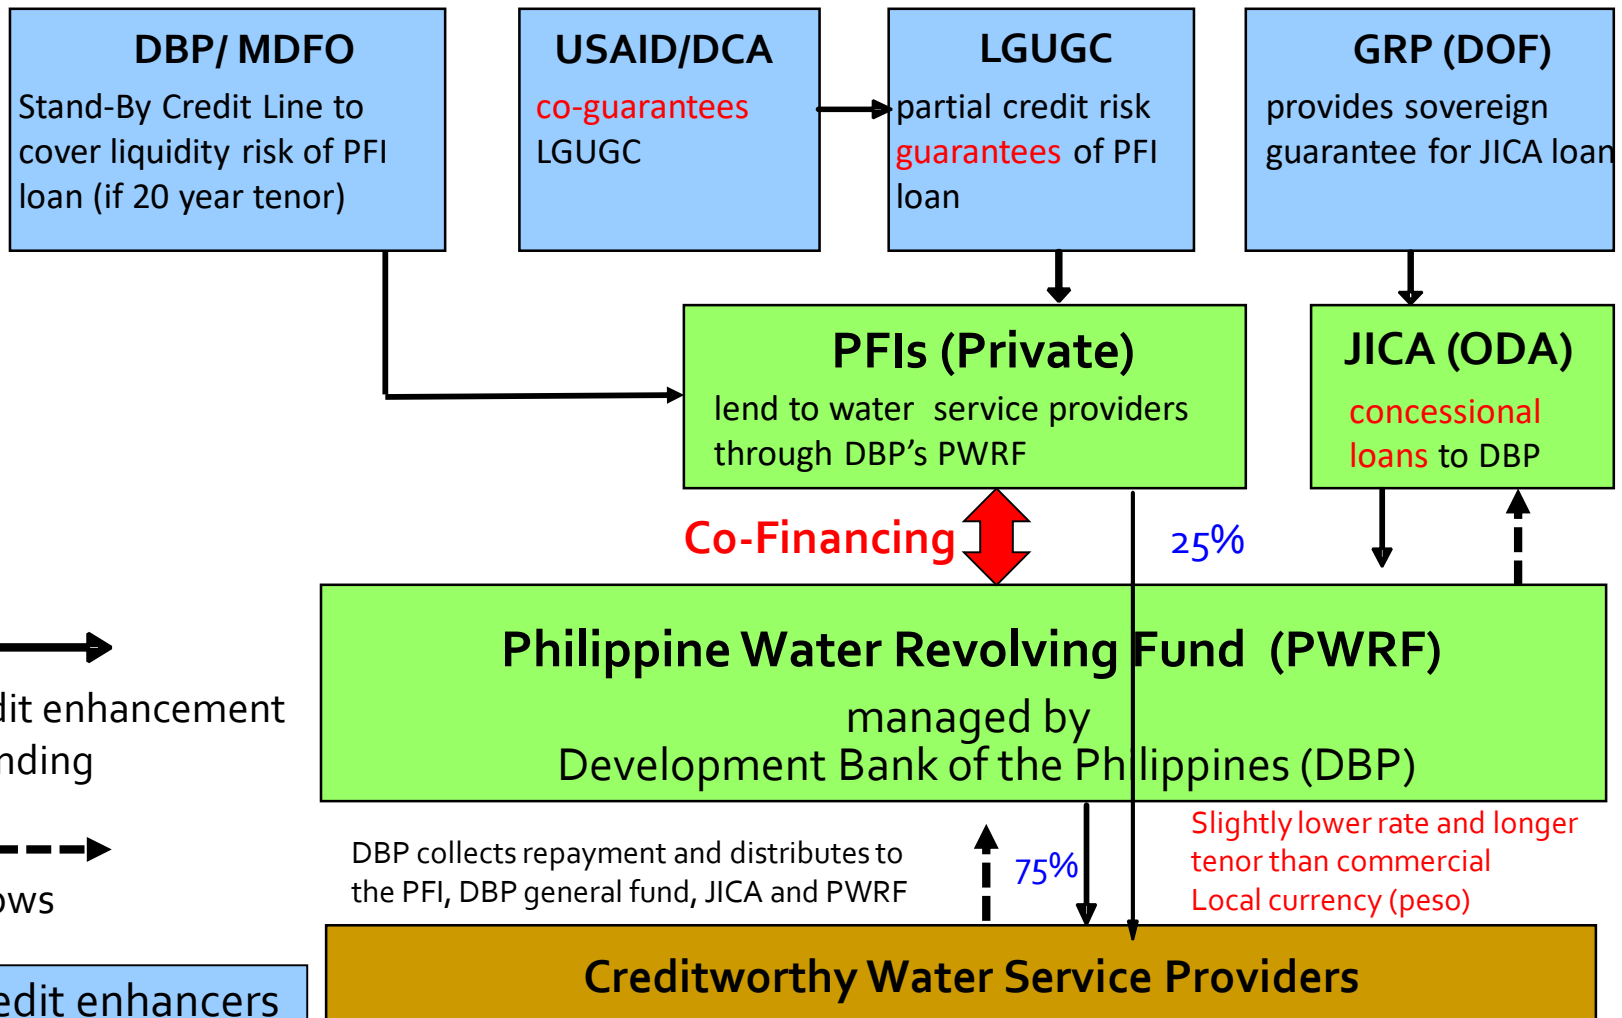 DBP/ MDFO
Stand-By Credit Line to
cover liquidity risk of PFI
loan (if 20 year tenor)
USAID/DCA
co-guarantees
LGUGC
LGUGC
partial credit risk
guarantees of PFI
loan
GRP (DOF)
provides sovereign
guarantee for JICA loan
PFIs (Private)
lend to water service providers
through DBP's PWRF
JICA (ODA)
concessional
loans to DBP
Co-Financing
25%
Philippine Water Revolving Fund (PWRF)
managed by
Development Bank of the Philippines (DBP)
dit enhancement
nding
ows
DBP collects repayment and distributes to
the PFI, DBP general fund, JICA and PWRF
75%
Slightly lower rate and longer
tenor than commercial
Local currency (peso)
edit enhancers
Creditworthy Water Service Providers